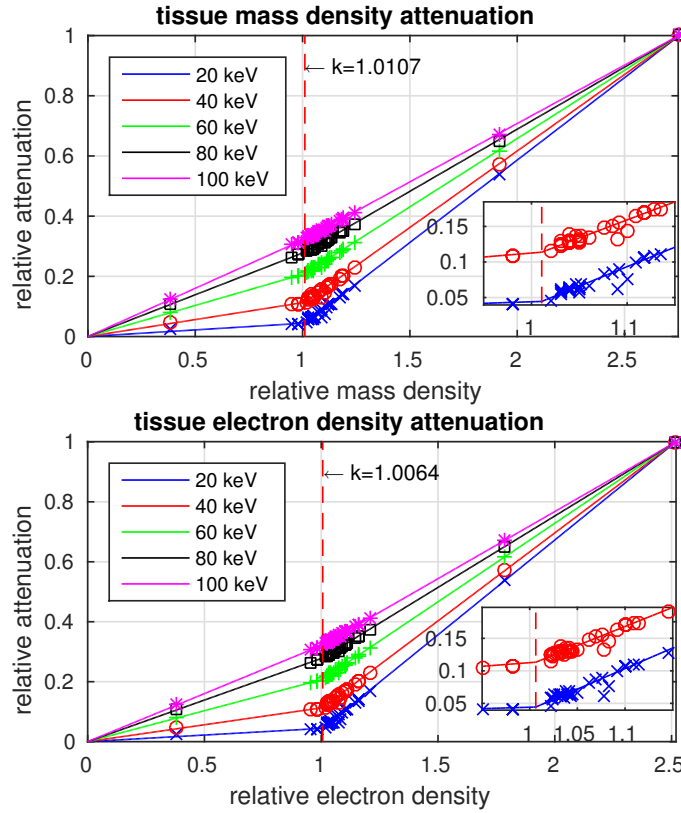 tissue mass density attenuation
1
0.8
0.6
0.4
0.2
0
relative attenuation
20 keV
40 keV
60 keV
80 keV
100 keV
← k=1.0107
0.15
0.1
0.05
1
1.1
0
0.5
1
1.5
2
2.5
relative mass density
tissue electron density attenuation
1
0.8
0.6
0.4
0.2
0
relative attenuation
20 keV
40 keV
60 keV
80 keV
100 keV
← k=1.0064
0.15
0.1
0.05
1
1.05
1.1
0
0.5
1
1.5
2
2.5
relative electron density